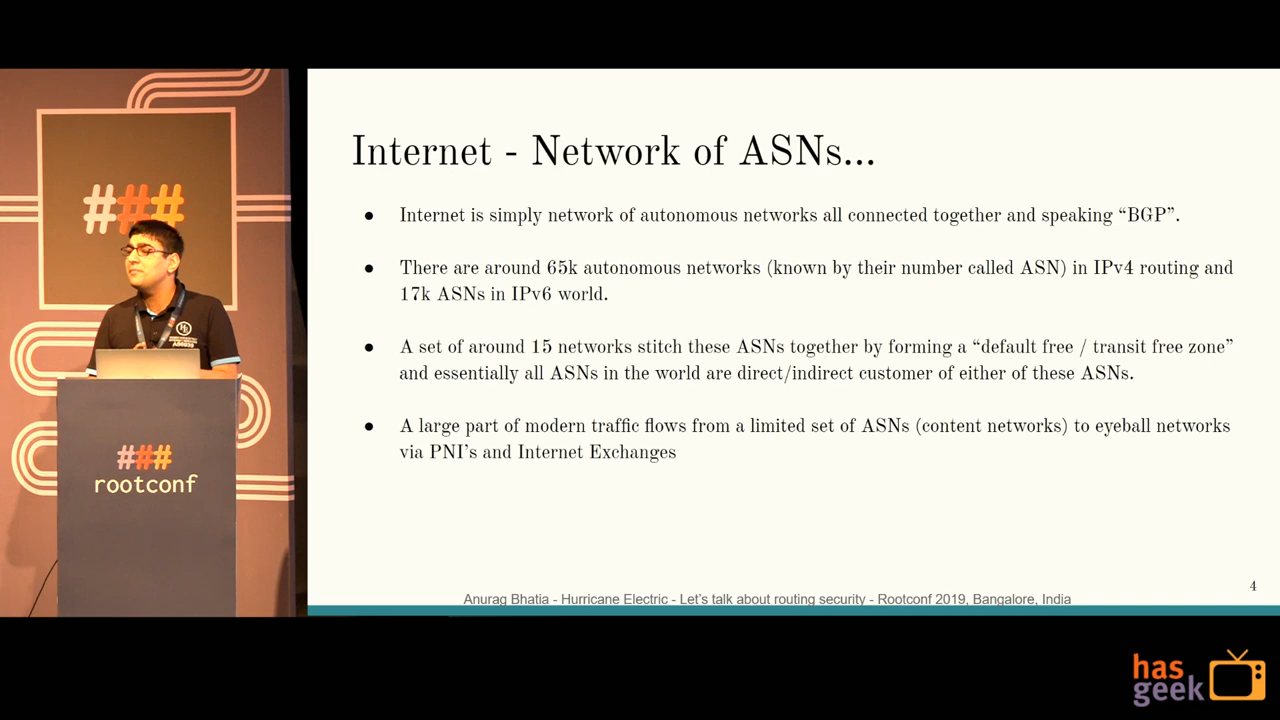 ###
###
rootconf
Internet - Network of ASNs...
● Internet is simply network of autonomous networks all connected together and speaking “BGP”.
● There are around 65k autonomous networks (known by their number called ASN) in IPv4 routing and
17k ASNs in IPv6 world.
● A set of around 15 networks stitch these ASNs together by forming a “default free / transit free zone”
and essentially all ASNs in the world are direct/indirect customer of either of these ASNs.
● A large part of modern traffic flows from a limited set of ASNs (content networks) to eyeball networks
via PNI’s and Internet Exchanges
4
Anurag Bhatia - Hurricane Electric - Let’s talk about routing security - Rootconf 2019, Bangalore, India
has
geek